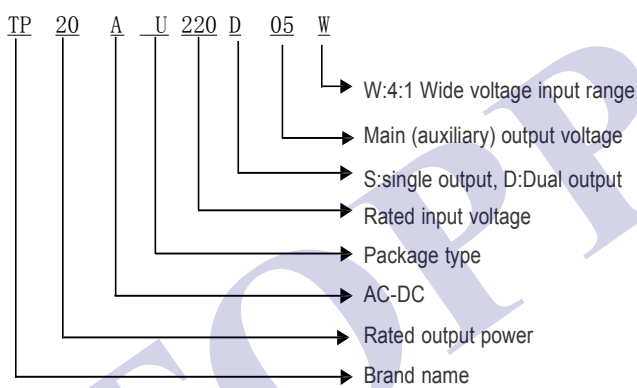 TP 20 A U 220 D 05 W
W:4:1 Wide voltage input range
Main (auxiliary) output voltage
S:single output, D:Dual output
Rated input voltage
Package type
AC-DC
Rated output power
Brand name
TOPP